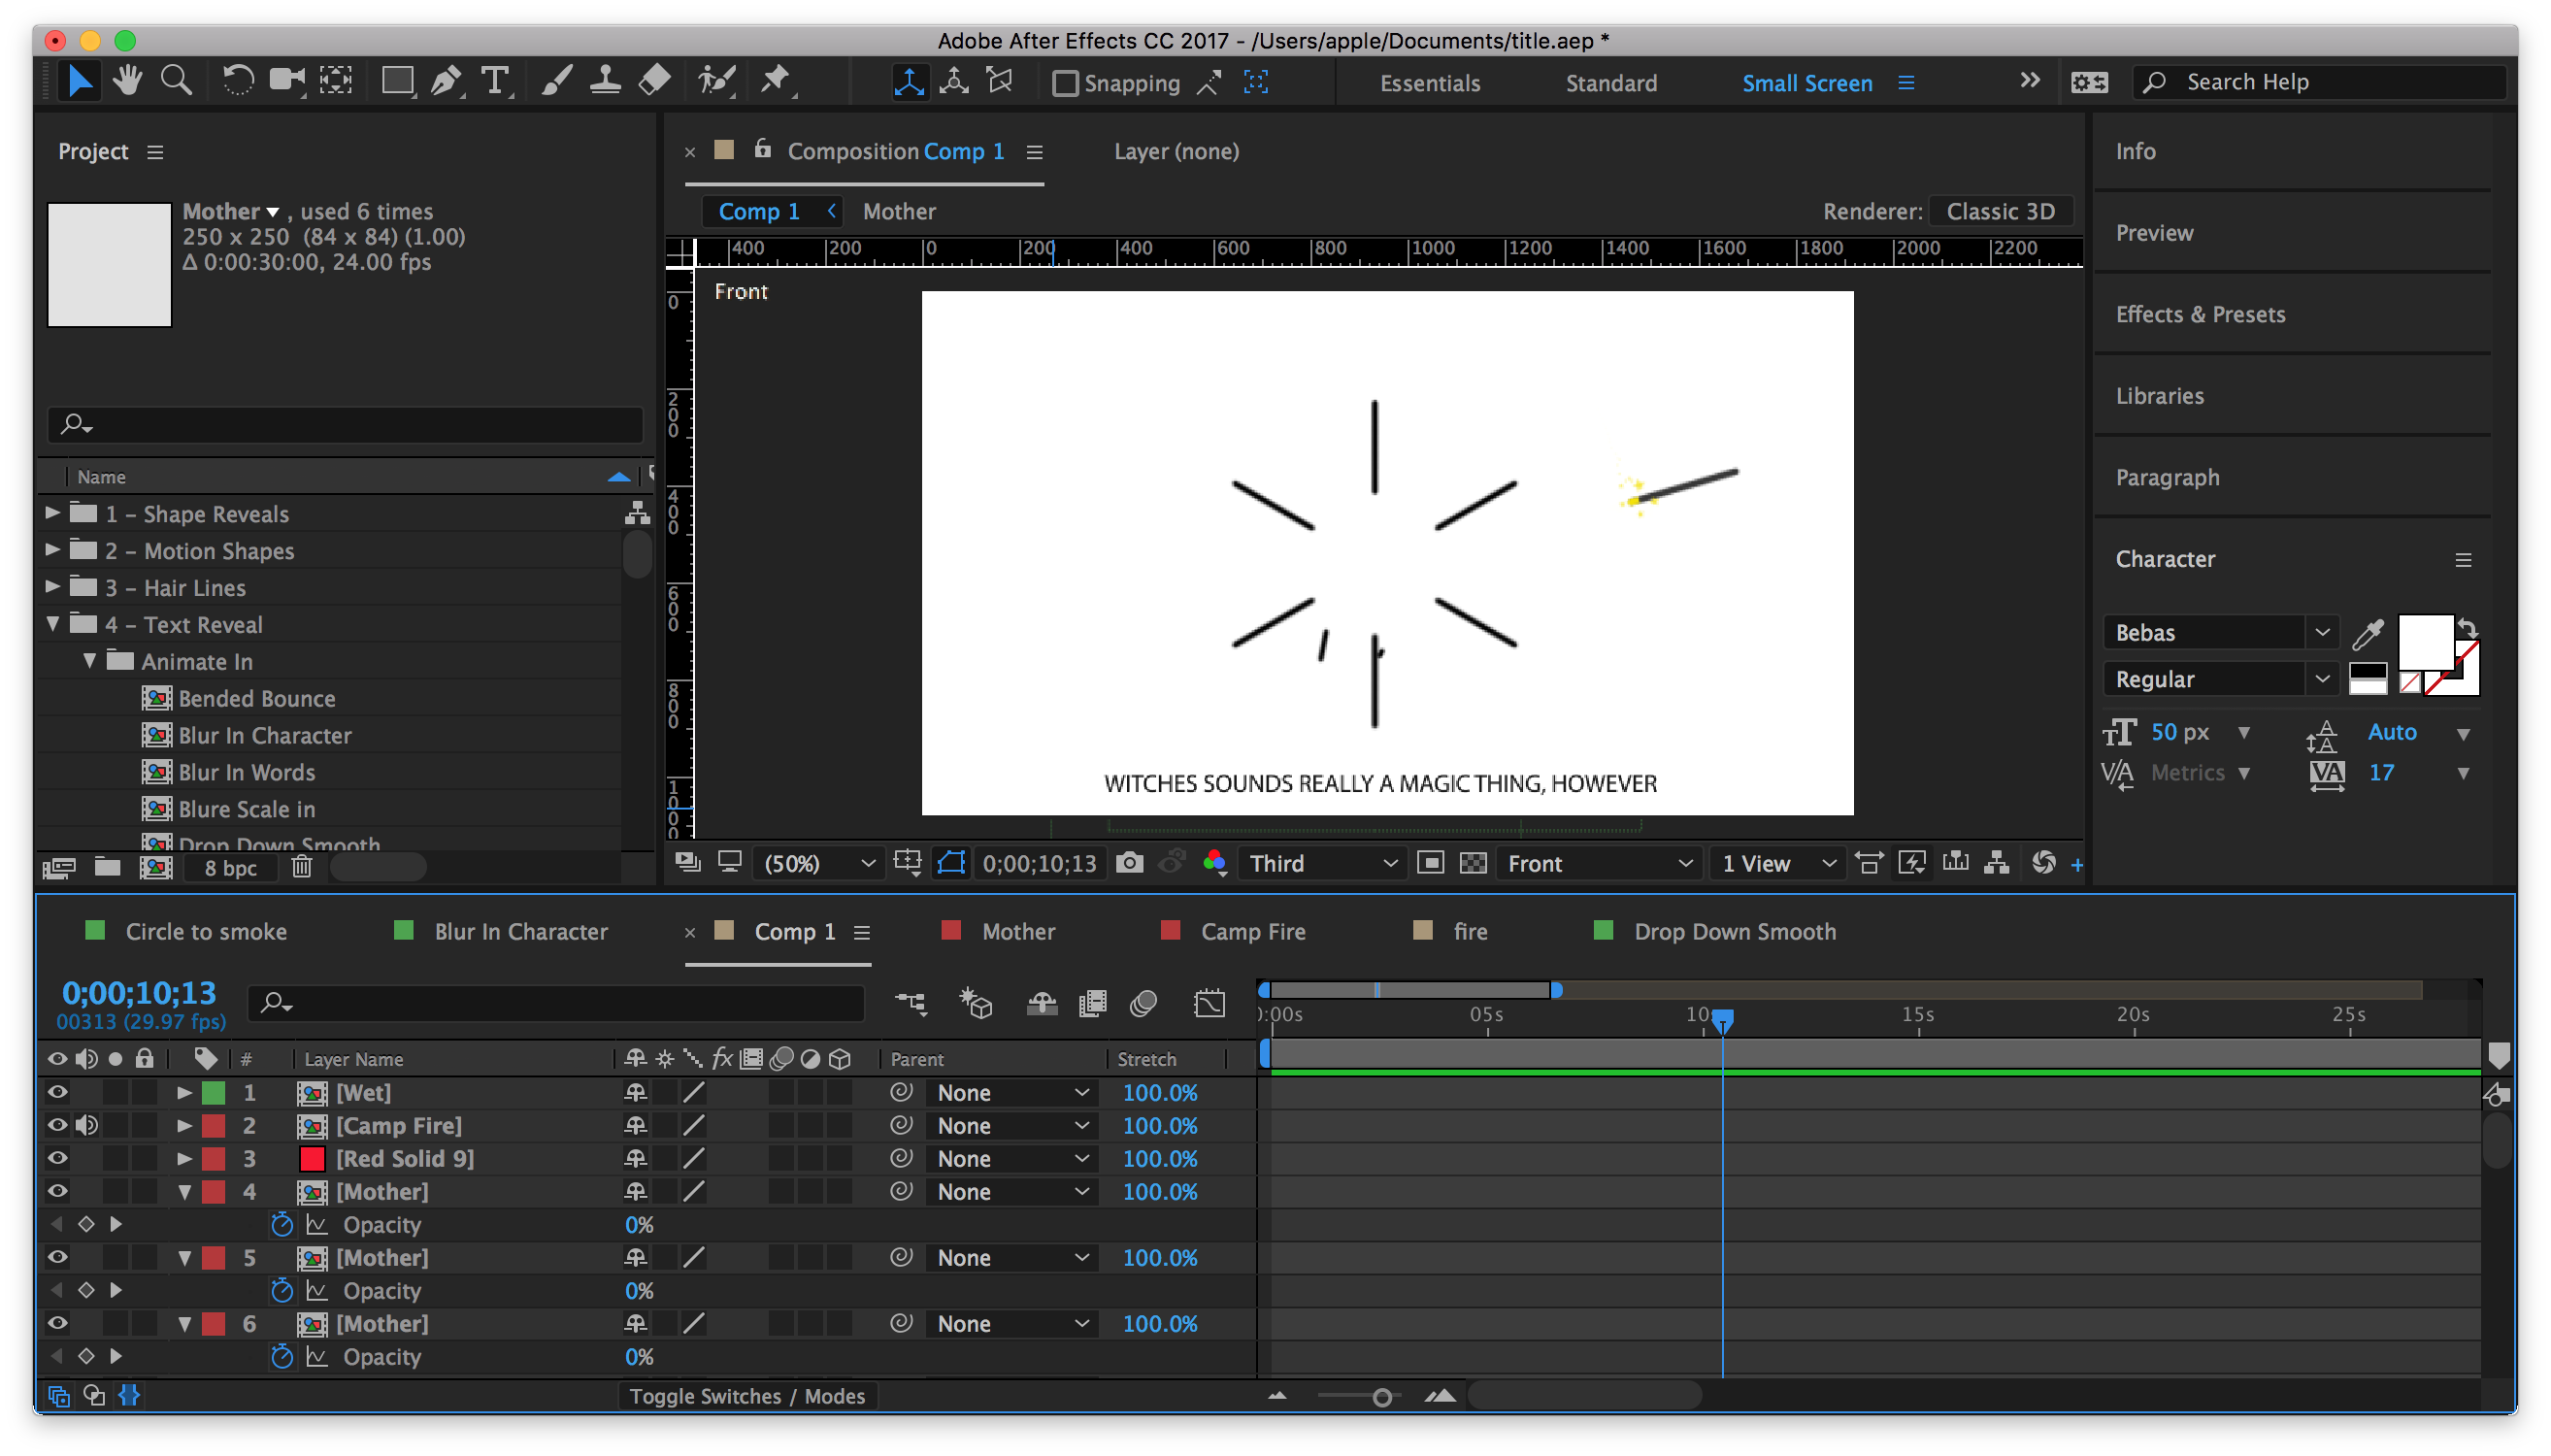 Adobe After Effects CC 2017 - /Users/apple/Documents/title.aep *
Snapping
Essentials
Standard
Small Screen
Search Help
Project
Mother , used 6 times
250 x 250 (84 x 84) (1.00)
Δ 0:00:30:00, 24.00 fps
Name
1 – Shape Reveals
2 – Motion Shapes
3 – Hair Lines
4 – Text Reveal
Animate In
Bended Bounce
Blur In Character
Blur In Words
Blure Scale in
Drop Down Smooth
8 bpc
Composition Comp 1
Layer (none)
Comp 1
Mother
Renderer: Classic 3D
400 200 0 200 400 600 800 1000 1200 1400 1600 1800 2000 2200
0
200
400
600
800
1000
Front
WITCHES SOUNDS REALLY A MAGIC THING, HOWEVER
(50%)
0;00;10;13
Third
Front
1 View
Info
Preview
Effects & Presets
Libraries
Paragraph
Character
Bebas
Regular
50 px
Auto
Metrics
17
Circle to smoke
Blur In Character
Comp 1
Mother
Camp Fire
fire
Drop Down Smooth
0;00;10;13
00313 (29.97 fps)
:00s 05s 10s 15s 20s 25s
# Layer Name fx Parent Stretch
1 [Wet] None 100.0%
2 [Camp Fire] None 100.0%
3 [Red Solid 9] None 100.0%
4 [Mother] None 100.0%
Opacity 0%
5 [Mother] None 100.0%
Opacity 0%
6 [Mother] None 100.0%
Opacity 0%
Toggle Switches / Modes